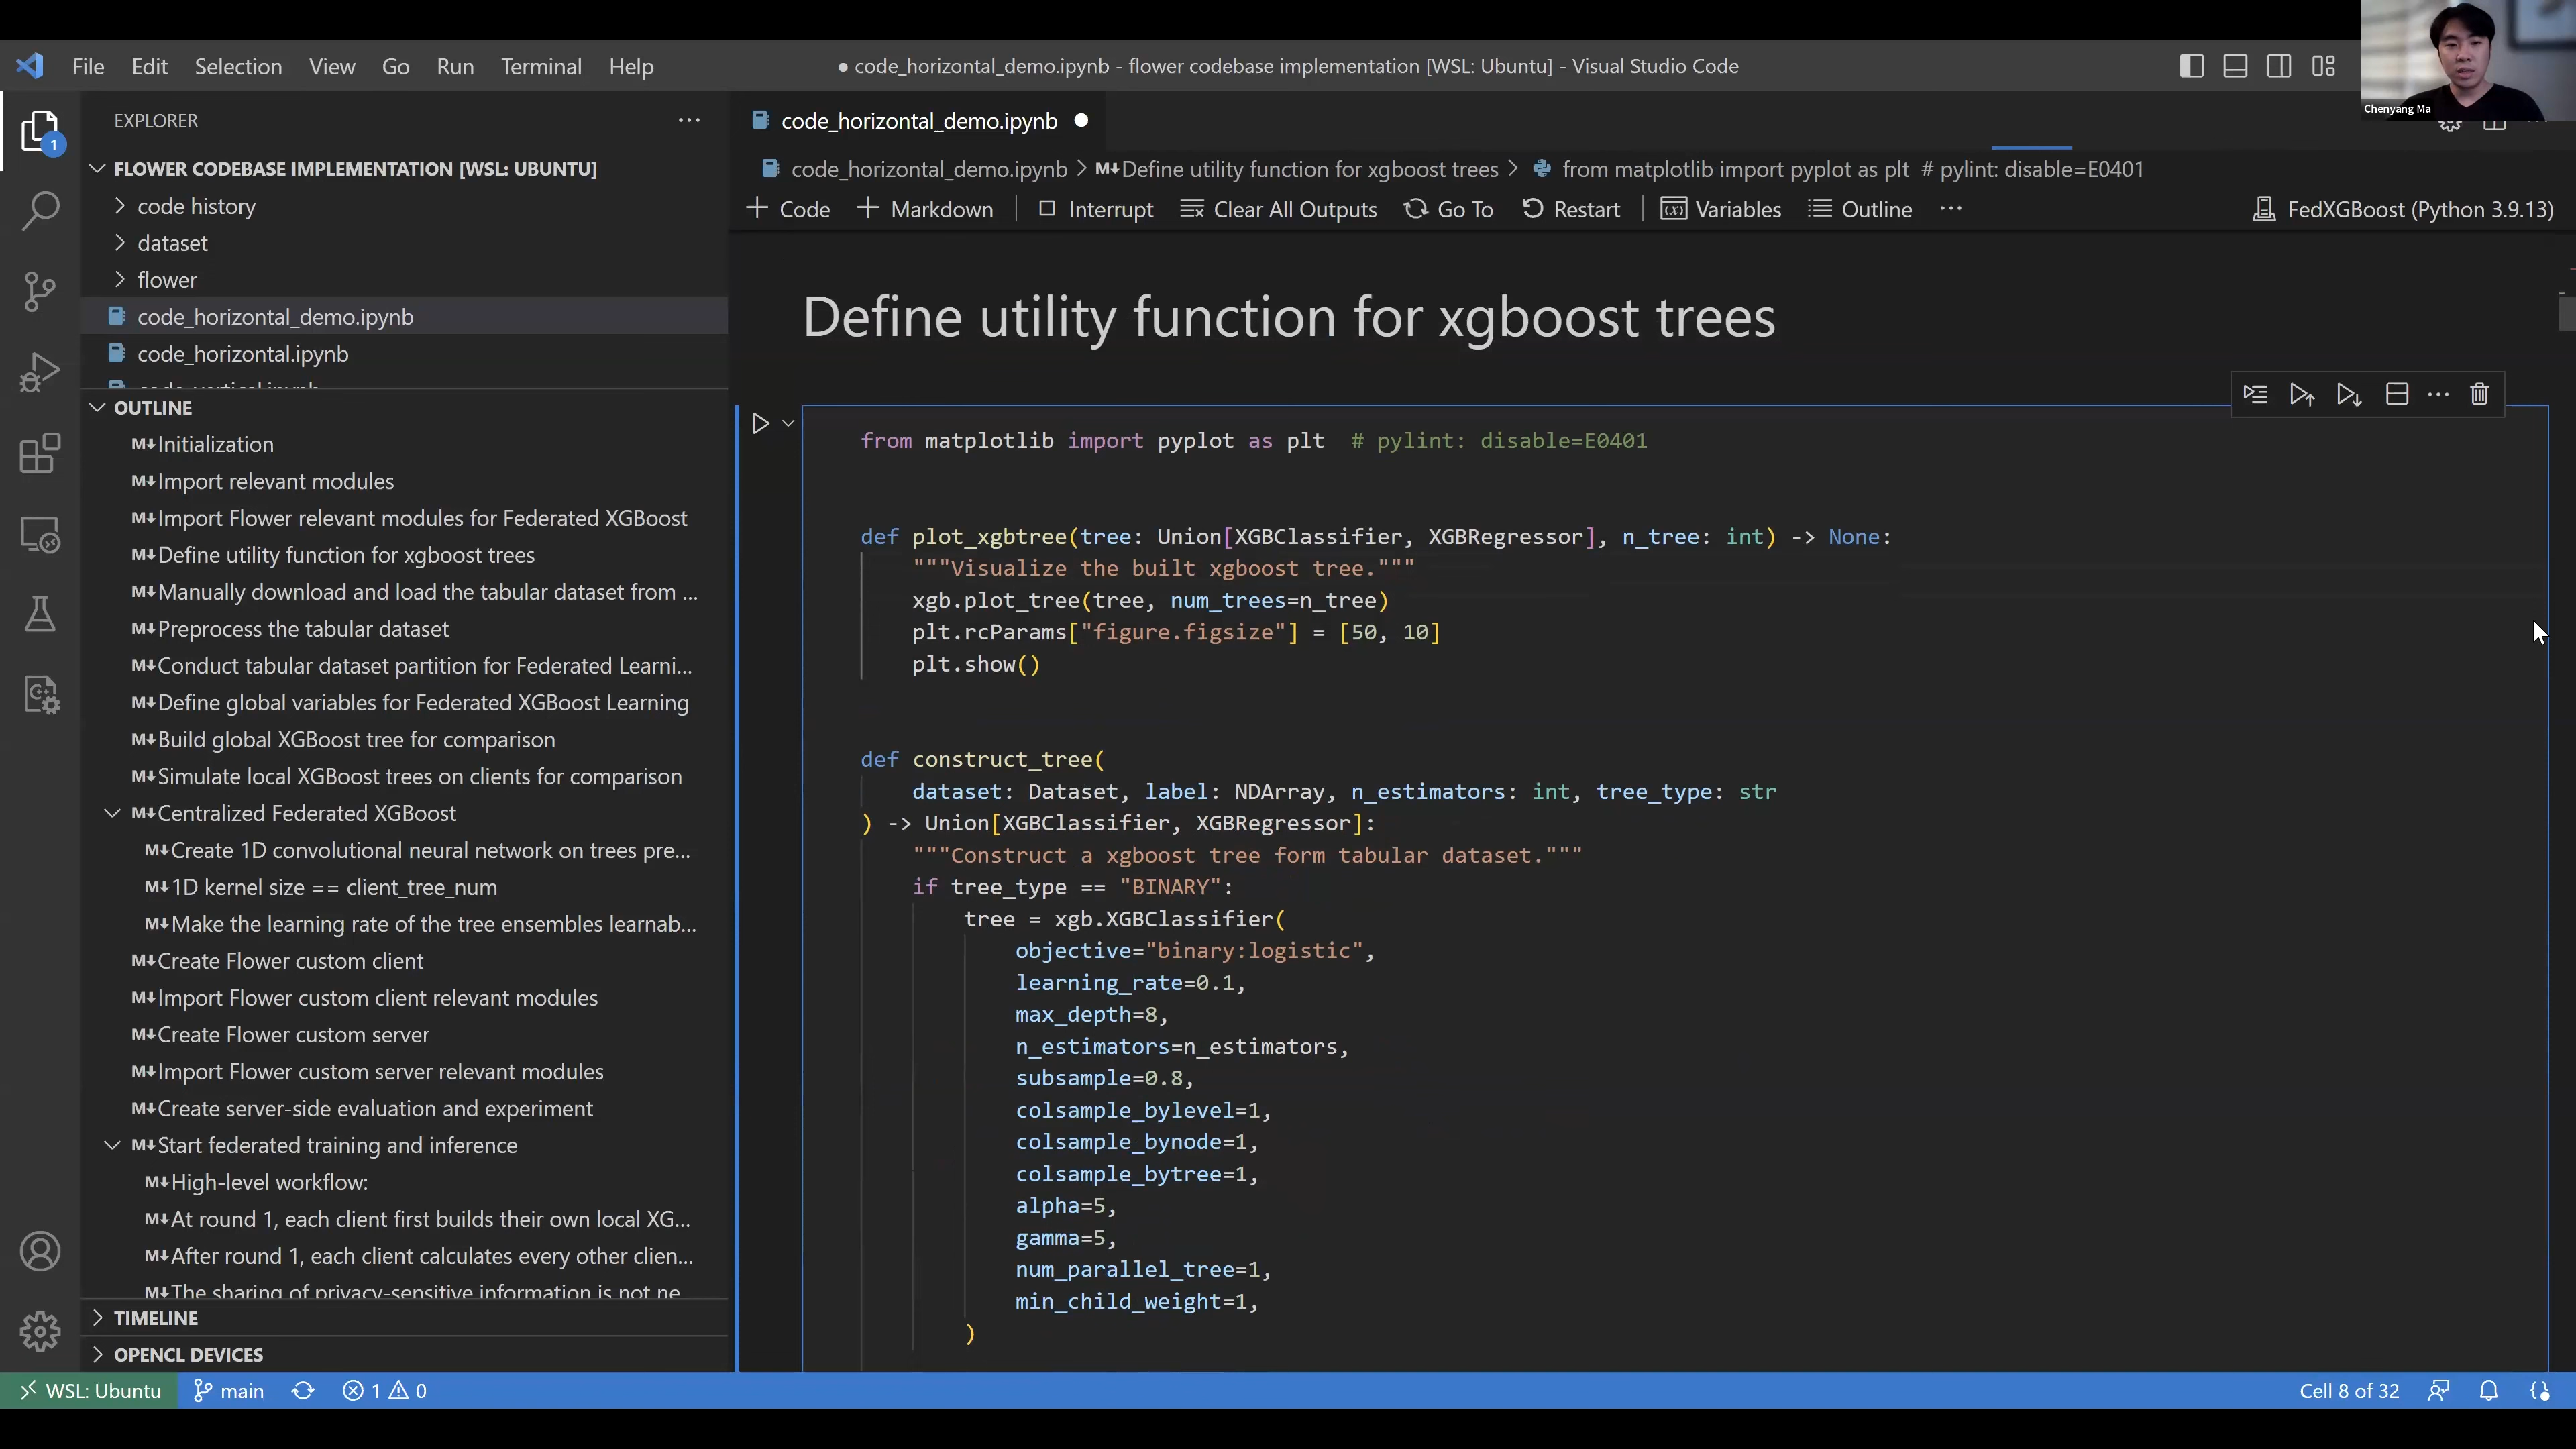 File Edit Selection View Go Run Terminal Help
● code_horizontal_demo.ipynb - flower codebase implementation [WSL: Ubuntu] - Visual Studio Code
Chenyang Ma
1
EXPLORER
FLOWER CODEBASE IMPLEMENTATION [WSL: UBUNTU]
code history
dataset
flower
code_horizontal_demo.ipynb
code_horizontal.ipynb
OUTLINE
Initialization
Import relevant modules
Import Flower relevant modules for Federated XGBoost
Define utility function for xgboost trees
Manually download and load the tabular dataset from ...
Preprocess the tabular dataset
Conduct tabular dataset partition for Federated Learni...
Define global variables for Federated XGBoost Learning
Build global XGBoost tree for comparison
Simulate local XGBoost trees on clients for comparison
Centralized Federated XGBoost
Create 1D convolutional neural network on trees pre...
1D kernel size == client_tree_num
Make the learning rate of the tree ensembles learnab...
Create Flower custom client
Import Flower custom client relevant modules
Create Flower custom server
Import Flower custom server relevant modules
Create server-side evaluation and experiment
Start federated training and inference
High-level workflow:
At round 1, each client first builds their own local XG...
After round 1, each client calculates every other clien...
The sharing of privacy-sensitive information is not ne...
TIMELINE
OPENCL DEVICES
code_horizontal_demo.ipynb ●
code_horizontal_demo.ipynb > M↓Define utility function for xgboost trees > from matplotlib import pyplot as plt # pylint: disable=E0401
+ Code + Markdown Interrupt Clear All Outputs Go To Restart Variables Outline ... FedXGBoost (Python 3.9.13)
Define utility function for xgboost trees
from matplotlib import pyplot as plt  # pylint: disable=E0401
def plot_xgbtree(tree: Union[XGBClassifier, XGBRegressor], n_tree: int) -> None:
"""Visualize the built xgboost tree."""
xgb.plot_tree(tree, num_trees=n_tree)
plt.rcParams["figure.figsize"] = [50, 10]
plt.show()
def construct_tree(
dataset: Dataset, label: NDArray, n_estimators: int, tree_type: str
) -> Union[XGBClassifier, XGBRegressor]:
"""Construct a xgboost tree form tabular dataset."""
if tree_type == "BINARY":
tree = xgb.XGBClassifier(
objective="binary:logistic",
learning_rate=0.1,
max_depth=8,
n_estimators=n_estimators,
subsample=0.8,
colsample_bylevel=1,
colsample_bynode=1,
colsample_bytree=1,
alpha=5,
gamma=5,
num_parallel_tree=1,
min_child_weight=1,
)
WSL: Ubuntu main 1 0 Cell 8 of 32